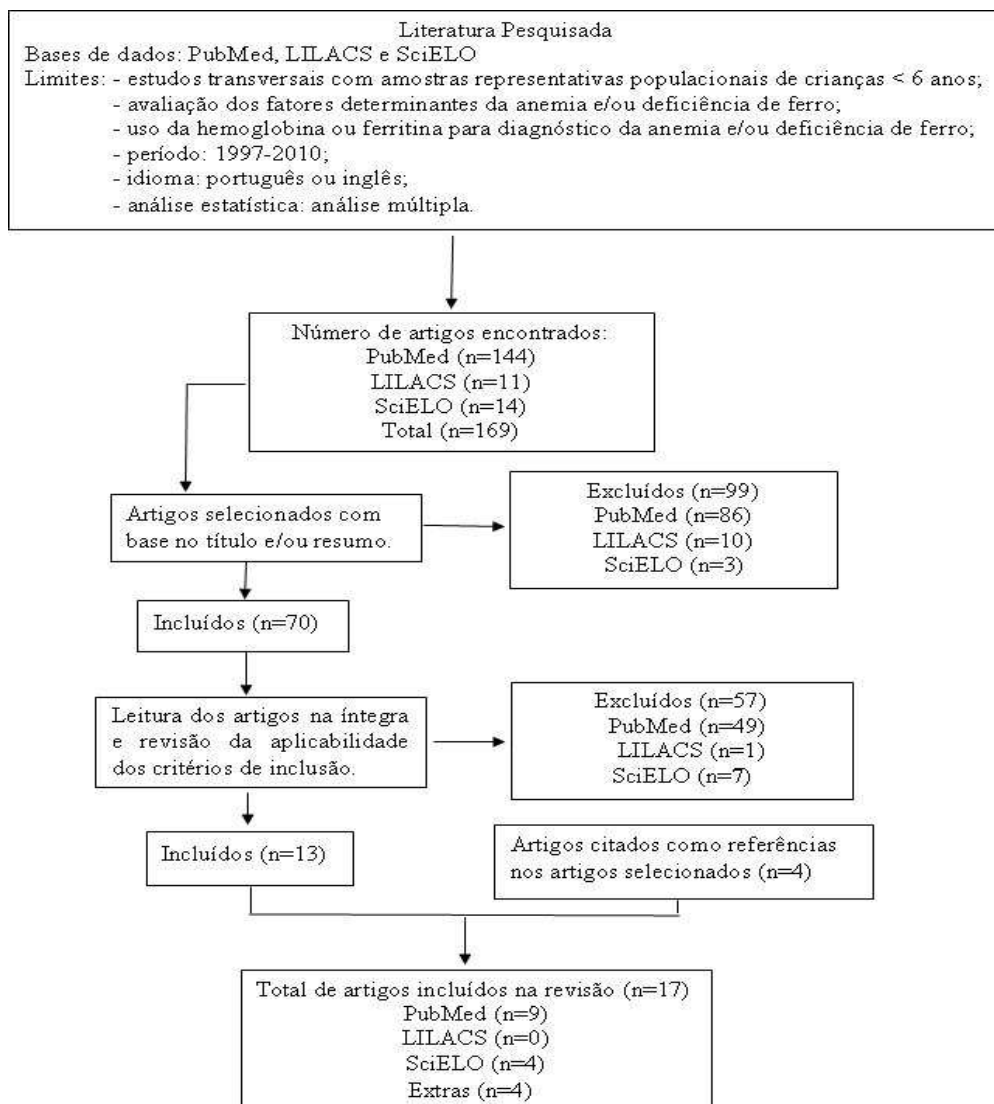 Literatura Pesquisada
Bases de dados: PubMed, LILACS e SciELO
Limites: - estudos transversais com amostras representativas populacionais de crianças < 6 anos;
- avaliação dos fatores determinantes da anemia e/ou deficiência de ferro;
- uso da hemoglobina ou ferritina para diagnóstico da anemia e/ou deficiência de ferro;
- período: 1997-2010;
- idioma: português ou inglês;
- análise estatística: análise múltipla.
Número de artigos encontrados:
PubMed (n=144)
LILACS (n=11)
SciELO (n=14)
Total (n=169)
Artigos selecionados com
base no título e/ou resumo.
Excluídos (n=99)
PubMed (n=86)
LILACS (n=10)
SciELO (n=3)
Incluídos (n=70)
Leitura dos artigos na íntegra
e revisão da aplicabilidade
dos critérios de inclusão.
Excluídos (n=57)
PubMed (n=49)
LILACS (n=1)
SciELO (n=7)
Incluídos (n=13)
Artigos citados como referências
nos artigos selecionados (n=4)
Total de artigos incluídos na revisão (n=17)
PubMed (n=9)
LILACS (n=0)
SciELO (n=4)
Extras (n=4)